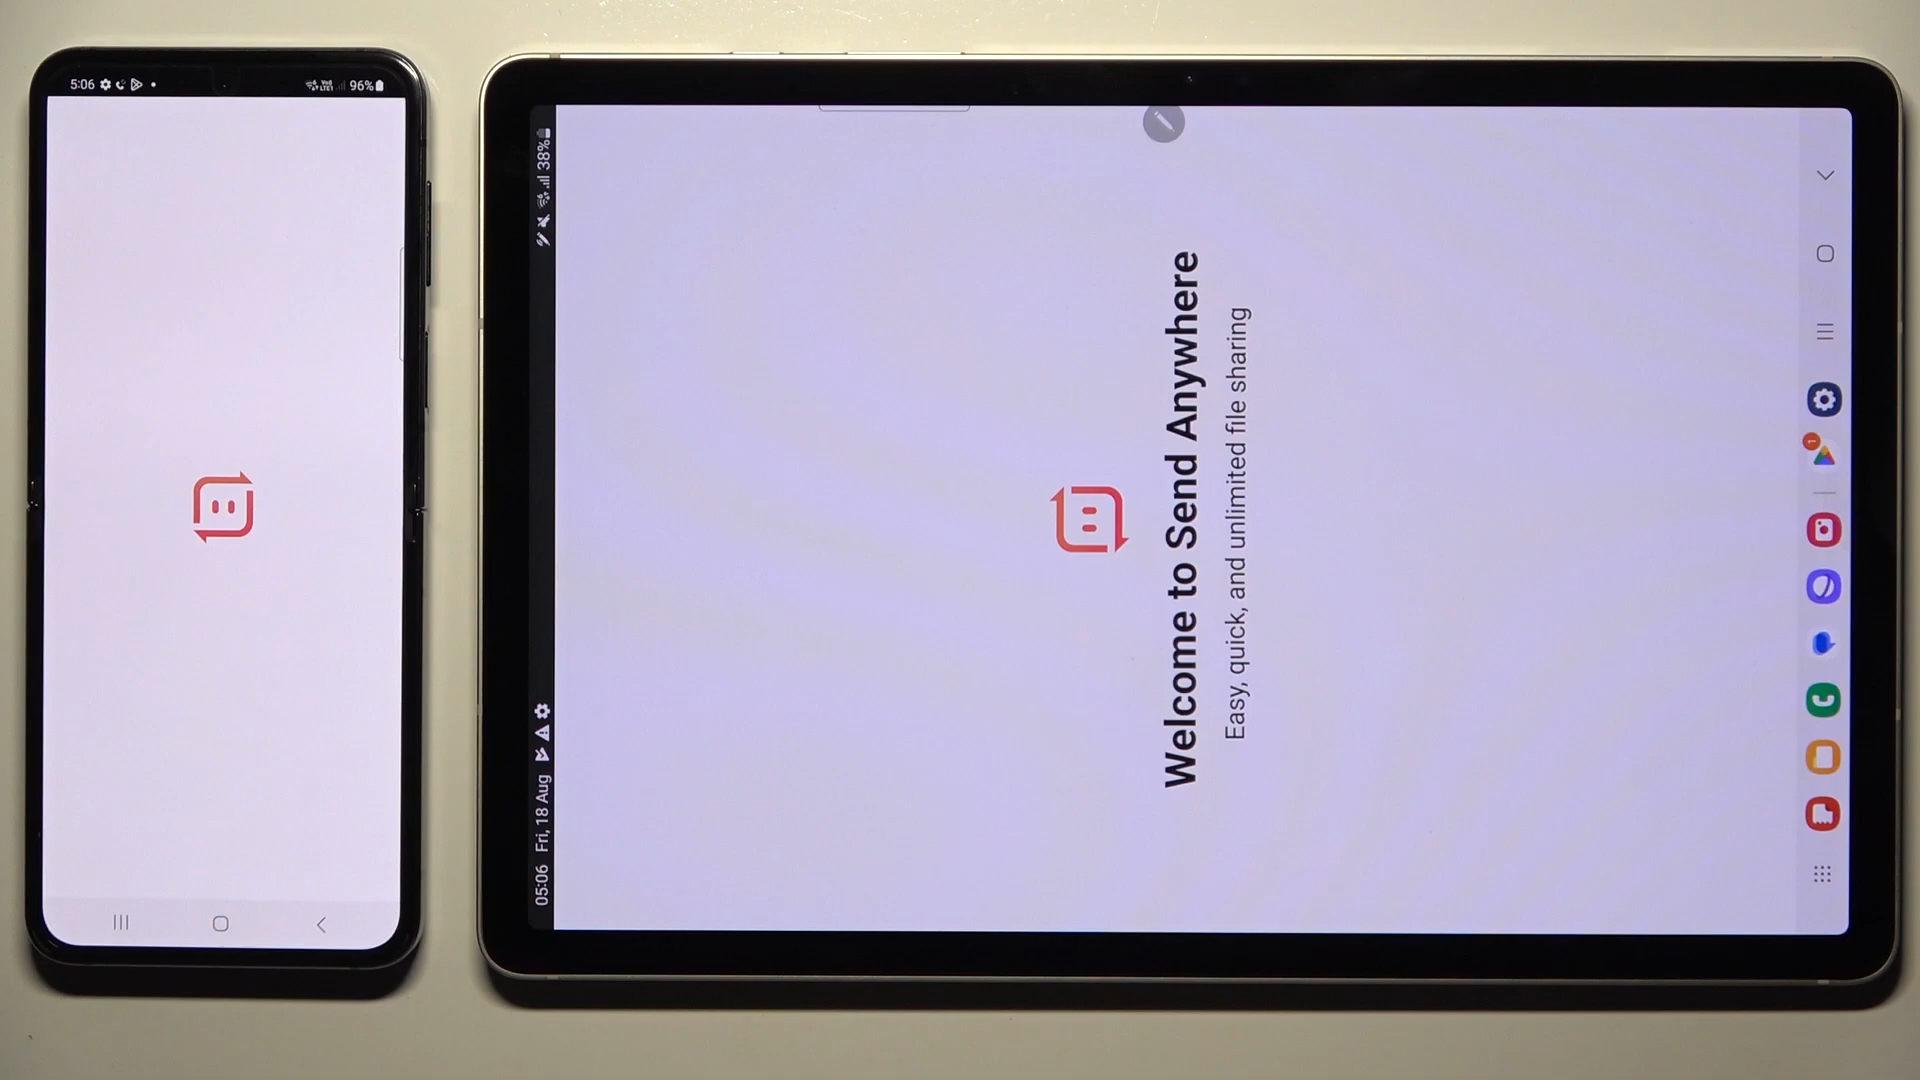 5:06
96%
05:06 Fri, 18 Aug
38%
Welcome to Send Anywhere
Easy, quick, and unlimited file sharing
1